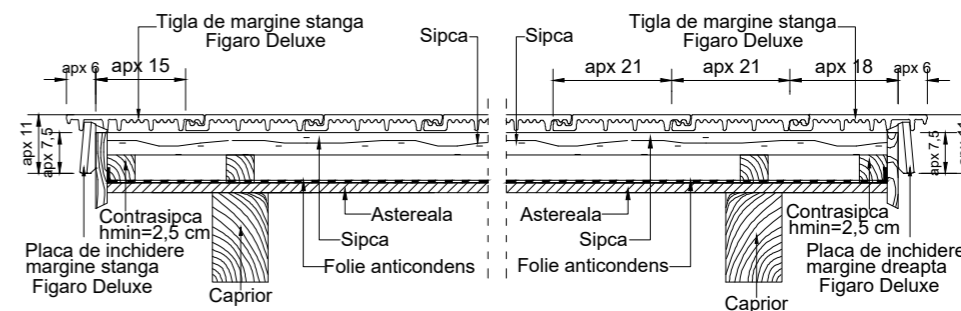 Tigla de margine stanga
Figaro Deluxe
Sipca
Sipca
Tigla de margine stanga
Figaro Deluxe
apx 6
apx 15
apx 21
apx 21
apx 18
apx 6
apx 11
apx 7,5
apx 7,5
Contrasipca
hmin=2,5 cm
Placa de inchidere
margine stanga
Figaro Deluxe
Astereala
Sipca
Folie anticondens
Caprior
Astereala
Sipca
Folie anticondens
Caprior
Contrasipca
hmin=2,5 cm
Placa de inchidere
margine dreapta
Figaro Deluxe